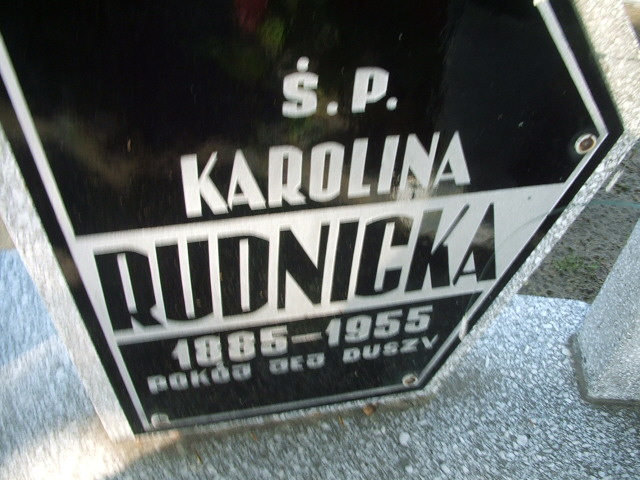 Ś.P.
KAROLINA
RUDNICKA
1885-1955
POKÓJ JEJ DUSZY